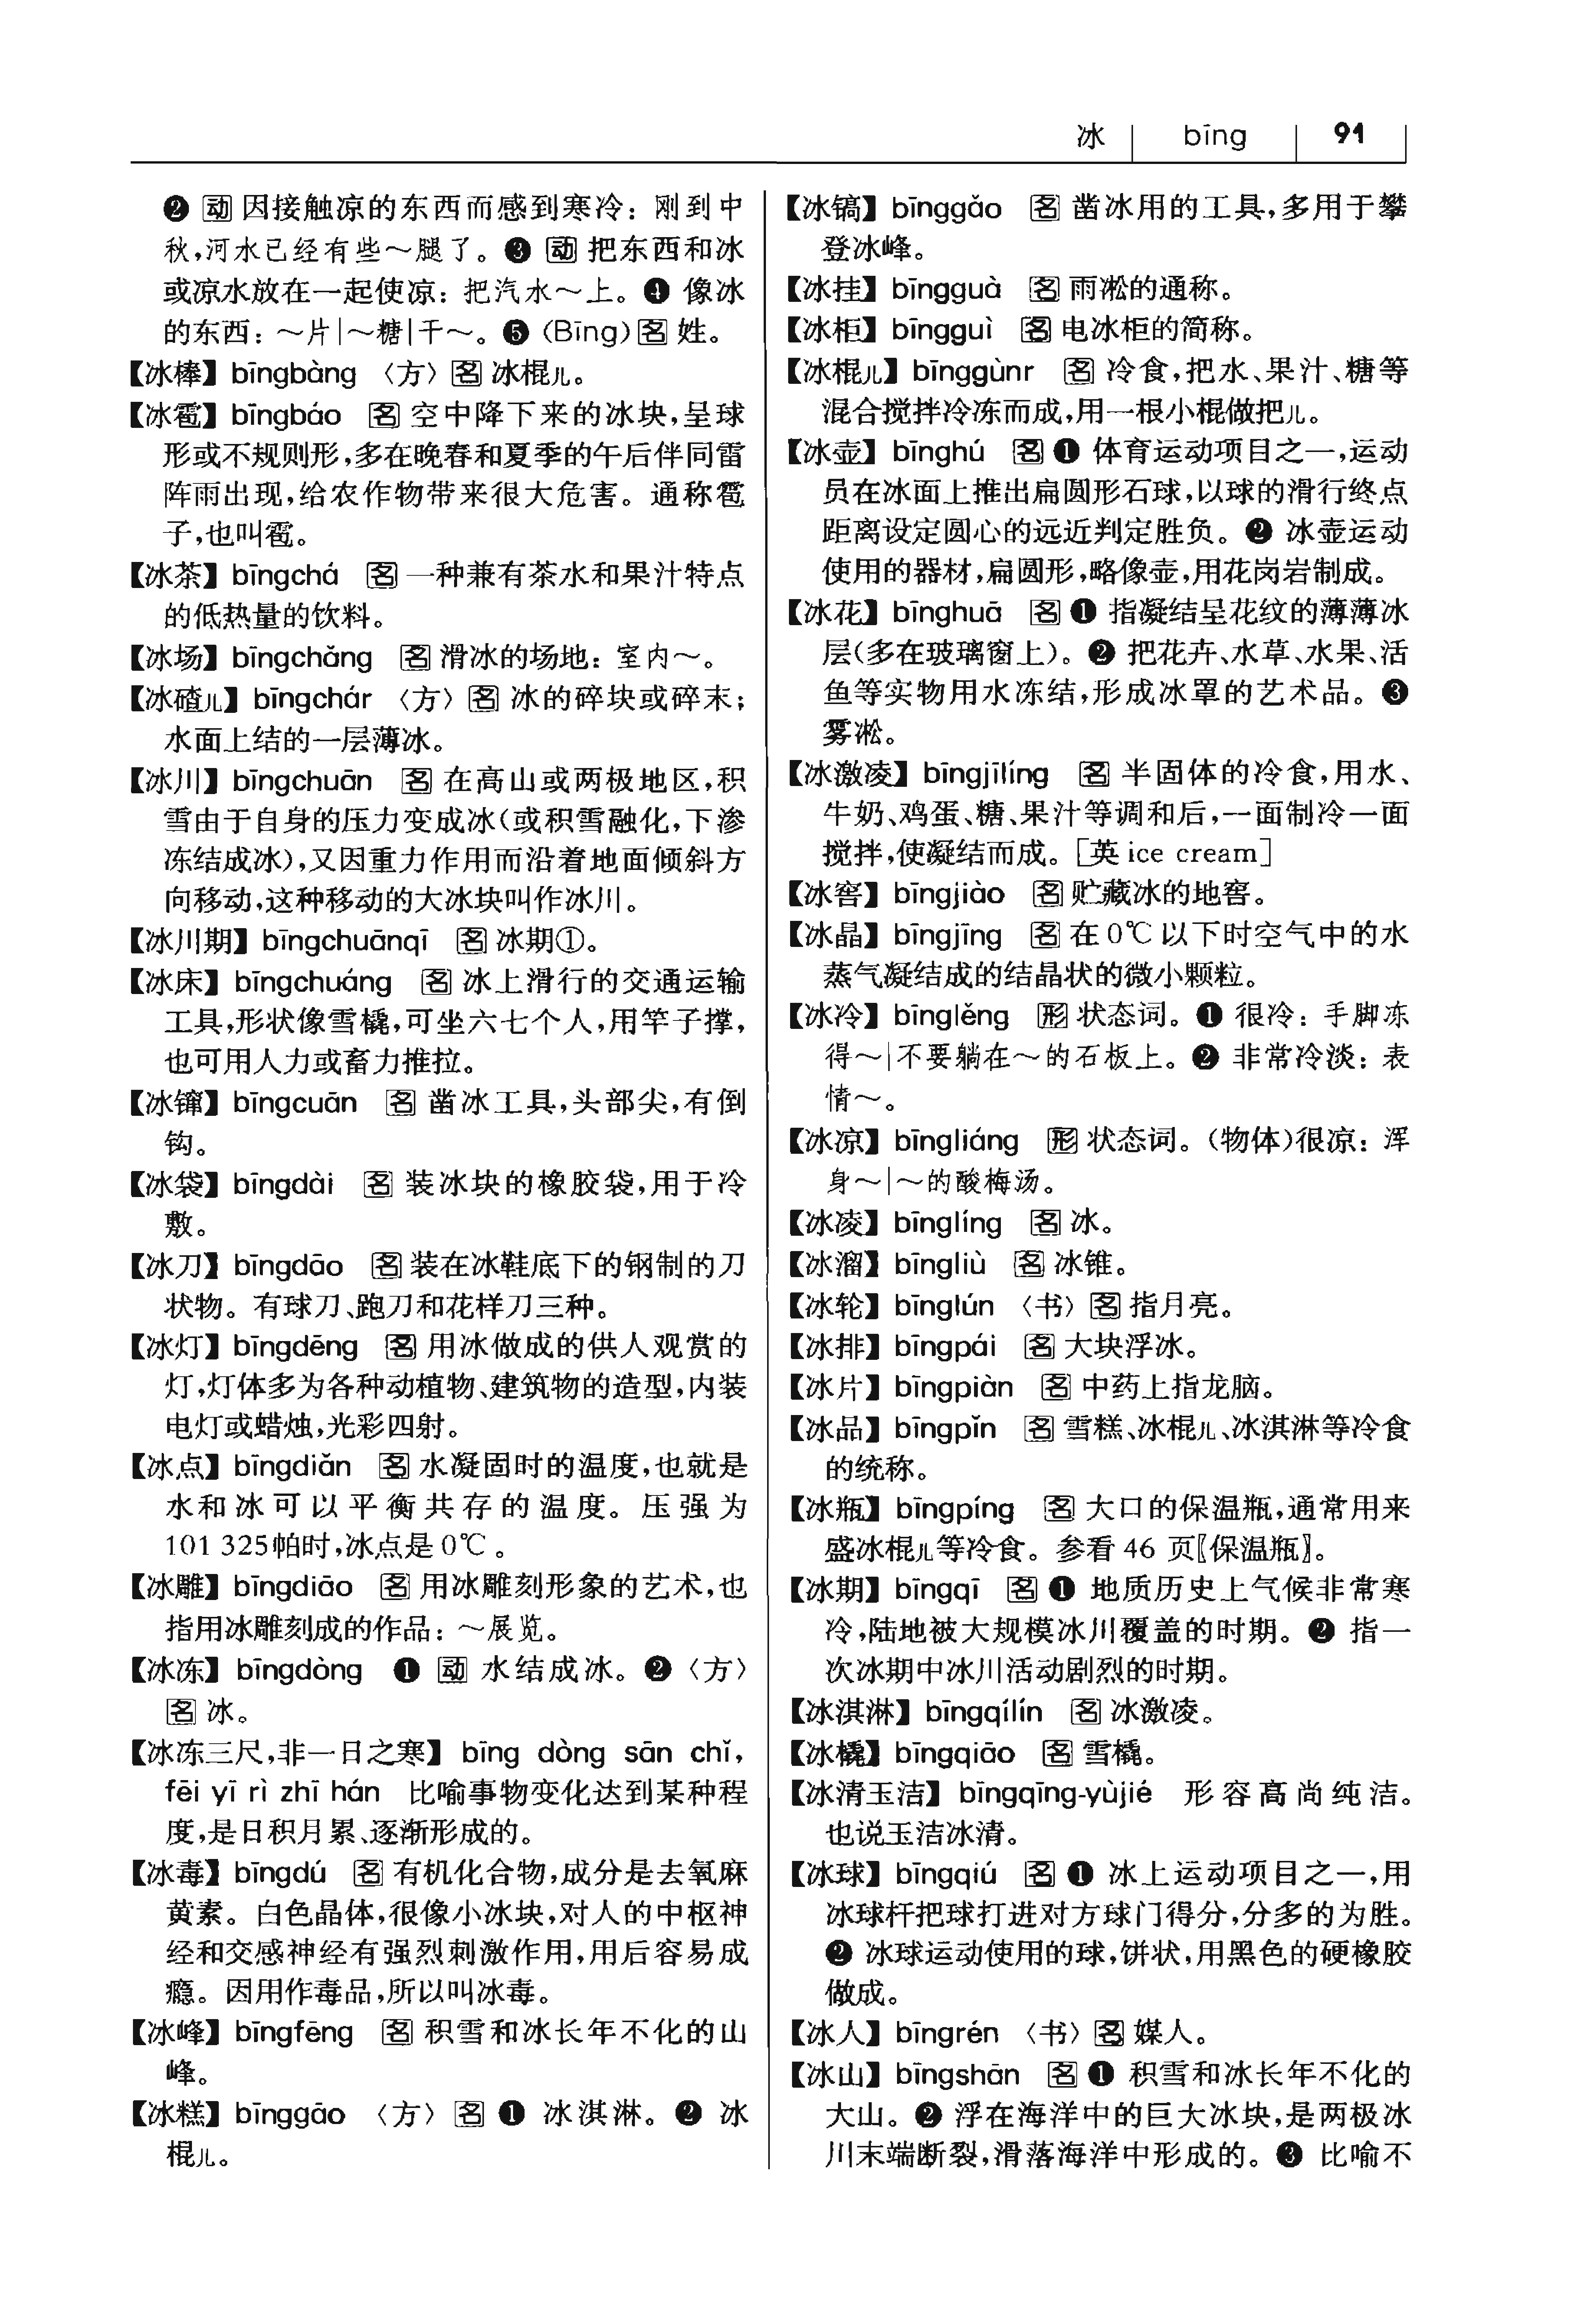 冰 bīng 91
❷ 动 因接触凉的东西而感到寒冷：刚到中
秋，河水已经有些～腿了。❸ 动 把东西和冰
或凉水放在一起使凉：把汽水～上。❹ 像冰
的东西：～片|～糖|干～。❺ (Bīng) 名 姓。
【冰棒】bīngbàng 〈方〉名 冰棍儿。
【冰雹】bīngbáo 名 空中降下来的冰块，呈球
形或不规则形，多在晚春和夏季的午后伴同雷
阵雨出现，给农作物带来很大危害。通称雹
子，也叫雹。
【冰茶】bīngchá 名 一种兼有茶水和果汁特点
的低热量的饮料。
【冰场】bīngchǎng 名 滑冰的场地：室内～。
【冰碴儿】bīngchár 〈方〉名 冰的碎块或碎末；
水面上结的一层薄冰。
【冰川】bīngchuān 名 在高山或两极地区，积
雪由于自身的压力变成冰（或积雪融化，下渗
冻结成冰），又因重力作用而沿着地面倾斜方
向移动，这种移动的大冰块叫作冰川。
【冰川期】bīngchuānqī 名 冰期①。
【冰床】bīngchuáng 名 冰上滑行的交通运输
工具，形状像雪橇，可坐六七个人，用竿子撑，
也可用人力或畜力推拉。
【冰镩】bīngcuān 名 凿冰工具，头部尖，有倒
钩。
【冰袋】bīngdài 名 装冰块的橡胶袋，用于冷
敷。
【冰刀】bīngdāo 名 装在冰鞋底下的钢制的刀
状物。有球刀、跑刀和花样刀三种。
【冰灯】bīngdēng 名 用冰做成的供人观赏的
灯，灯体多为各种动植物、建筑物的造型，内装
电灯或蜡烛，光彩四射。
【冰点】bīngdiǎn 名 水凝固时的温度，也就是
水和冰可以平衡共存的温度。压强为
101 325帕时，冰点是0℃。
【冰雕】bīngdiāo 名 用冰雕刻形象的艺术，也
指用冰雕刻成的作品：～展览。
【冰冻】bīngdòng ❶ 动 水结成冰。❷〈方〉
名 冰。
【冰冻三尺，非一日之寒】bīng dòng sān chǐ，
fēi yī rì zhī hán 比喻事物变化达到某种程
度，是日积月累、逐渐形成的。
【冰毒】bīngdú 名 有机化合物，成分是去氧麻
黄素。白色晶体，很像小冰块，对人的中枢神
经和交感神经有强烈刺激作用，用后容易成
瘾。因用作毒品，所以叫冰毒。
【冰峰】bīngfēng 名 积雪和冰长年不化的山
峰。
【冰糕】bīnggāo 〈方〉名 ❶ 冰淇淋。❷ 冰
棍儿。
【冰镐】bīnggǎo 名 凿冰用的工具，多用于攀
登冰峰。
【冰挂】bīngguà 名 雨凇的通称。
【冰柜】bīngguì 名 电冰柜的简称。
【冰棍儿】bīnggùnr 名 冷食，把水、果汁、糖等
混合搅拌冷冻而成，用一根小棍做把儿。
【冰壶】bīnghú 名 ❶ 体育运动项目之一，运动
员在冰面上推出扁圆形石球，以球的滑行终点
距离设定圆心的远近判定胜负。❷ 冰壶运动
使用的器材，扁圆形，略像壶，用花岗岩制成。
【冰花】bīnghuā 名 ❶ 指凝结呈花纹的薄薄冰
层（多在玻璃窗上）。❷ 把花卉、水草、水果、活
鱼等实物用水冻结，形成冰罩的艺术品。❸
雾凇。
【冰激凌】bīngjīlíng 名 半固体的冷食，用水、
牛奶、鸡蛋、糖、果汁等调和后，一面制冷一面
搅拌，使凝结而成。［英 ice cream］
【冰窖】bīngjiào 名 贮藏冰的地窖。
【冰晶】bīngjīng 名 在0℃以下时空气中的水
蒸气凝结成的结晶状的微小颗粒。
【冰冷】bīnglěng 形 状态词。❶ 很冷：手脚冻
得～|不要躺在～的石板上。❷ 非常冷淡：表
情～。
【冰凉】bīngliáng 形 状态词。（物体）很凉：浑
身～|～的酸梅汤。
【冰凌】bīnglíng 名 冰。
【冰溜】bīngliù 名 冰锥。
【冰轮】bīnglún 〈书〉名 指月亮。
【冰排】bīngpái 名 大块浮冰。
【冰片】bīngpiàn 名 中药上指龙脑。
【冰品】bīngpǐn 名 雪糕、冰棍儿、冰淇淋等冷食
的统称。
【冰瓶】bīngpíng 名 大口的保温瓶，通常用来
盛冰棍儿等冷食。参看 46 页〖保温瓶〗。
【冰期】bīngqī 名 ❶ 地质历史上气候非常寒
冷，陆地被大规模冰川覆盖的时期。❷ 指一
次冰期中冰川活动剧烈的时期。
【冰淇淋】bīngqílín 名 冰激凌。
【冰橇】bīngqiāo 名 雪橇。
【冰清玉洁】bīngqīng-yùjié 形容高尚纯洁。
也说玉洁冰清。
【冰球】bīngqiú 名 ❶ 冰上运动项目之一，用
冰球杆把球打进对方球门得分，分多的为胜。
❷ 冰球运动使用的球，饼状，用黑色的硬橡胶
做成。
【冰人】bīngrén 〈书〉名 媒人。
【冰山】bīngshān 名 ❶ 积雪和冰长年不化的
大山。❷ 浮在海洋中的巨大冰块，是两极冰
川末端断裂，滑落海洋中形成的。❸ 比喻不